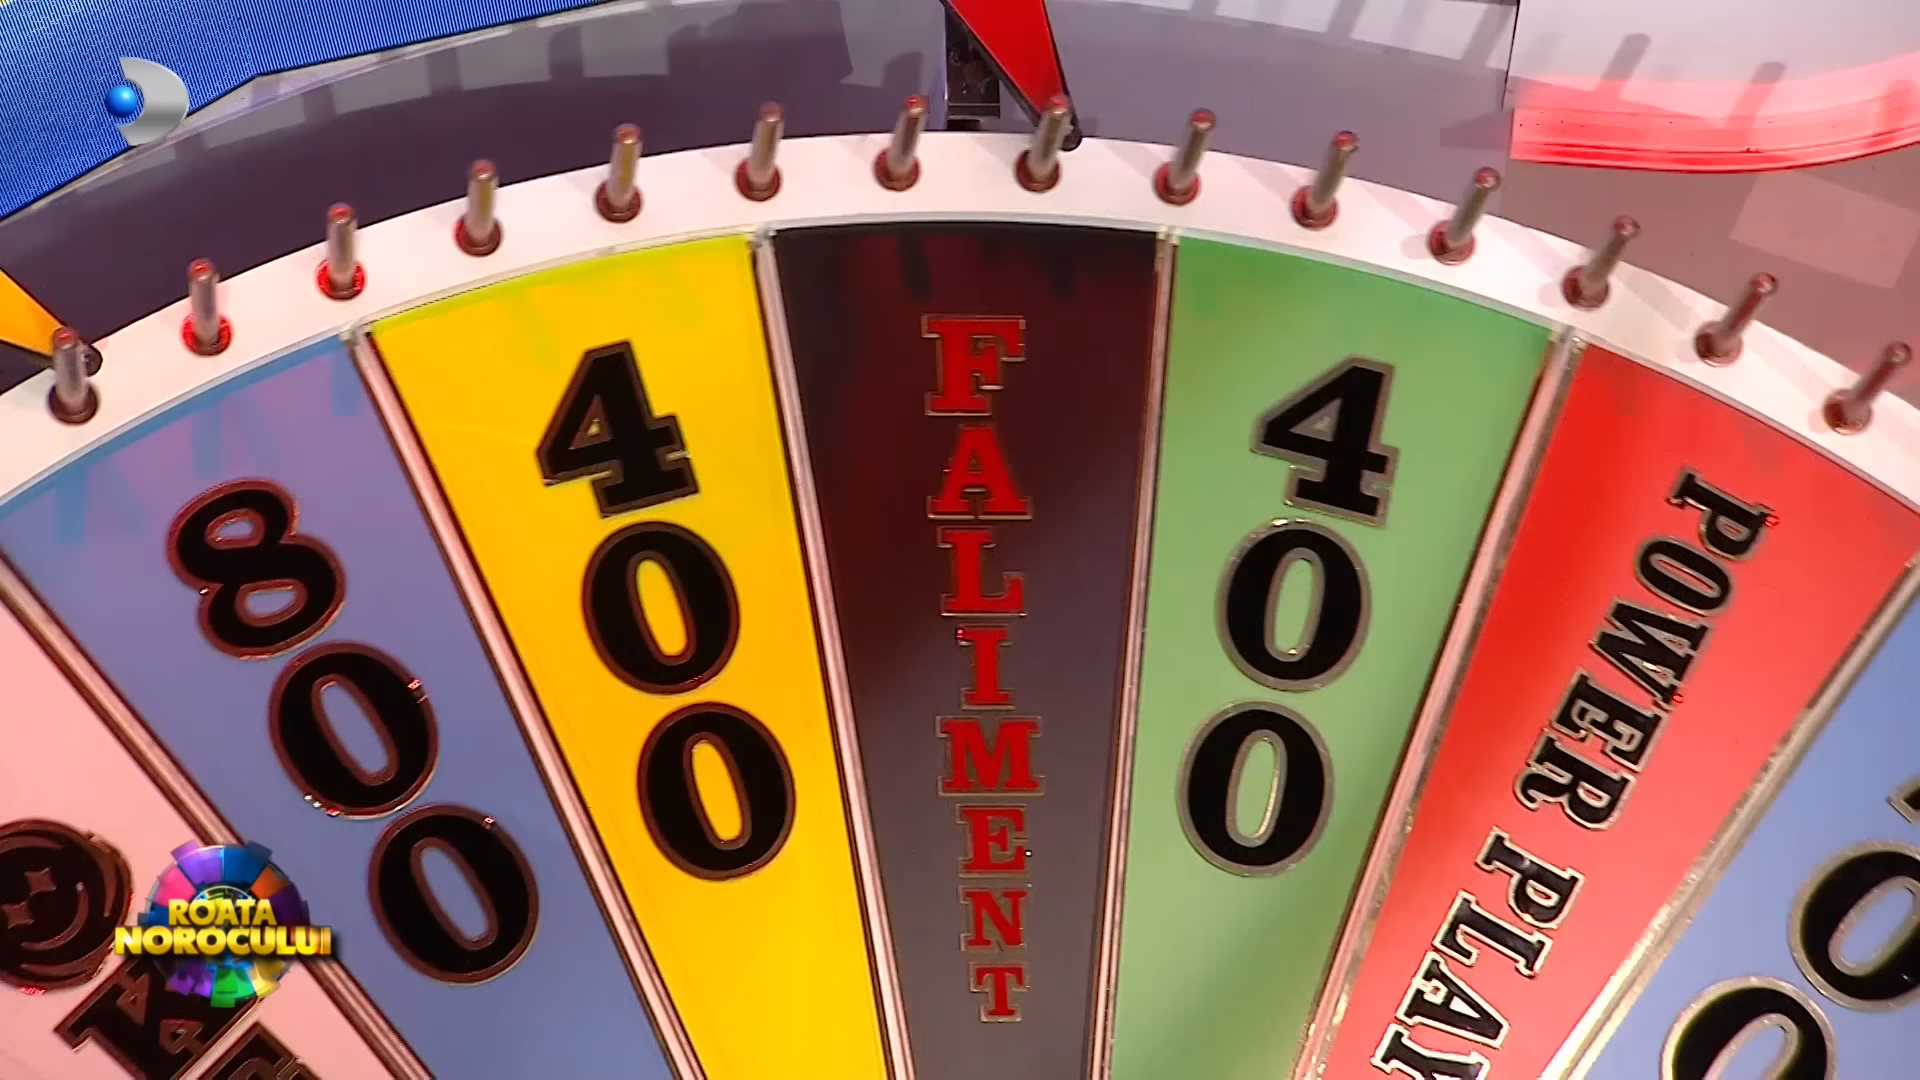 800
400
FALIMENT
400
POWER PLAY
ROATA
NOROCULUI